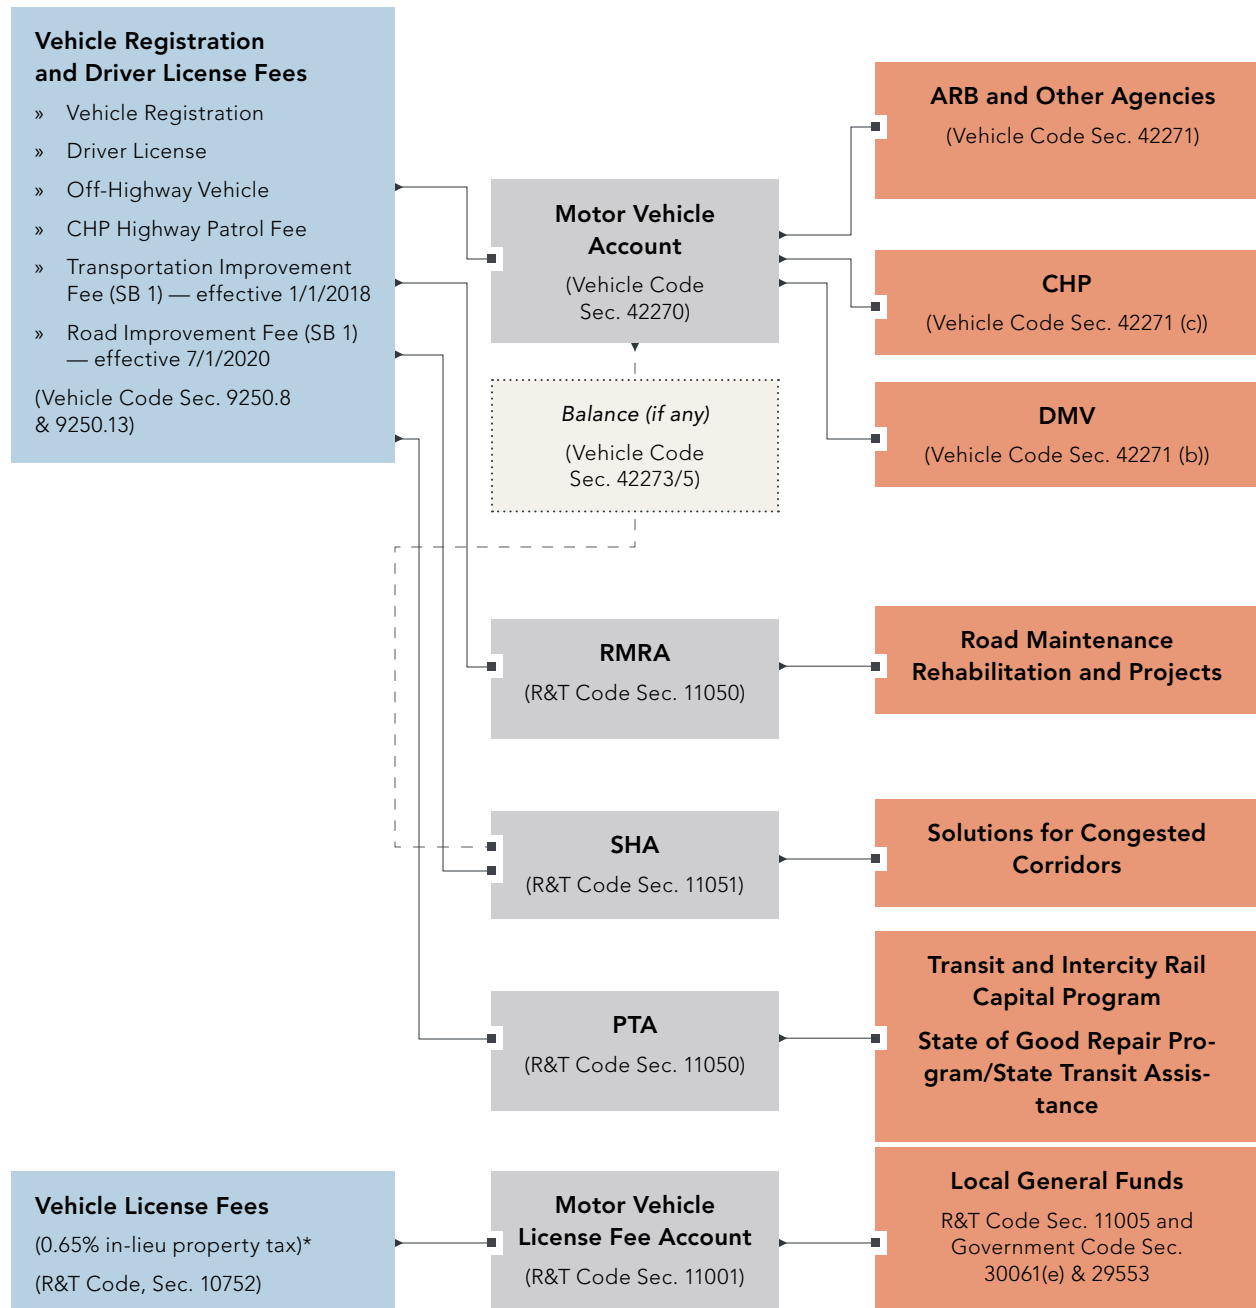 Vehicle Registration
and Driver License Fees
» Vehicle Registration
» Driver License
» Off-Highway Vehicle
» CHP Highway Patrol Fee
» Transportation Improvement
Fee (SB 1) — effective 1/1/2018
» Road Improvement Fee (SB 1)
— effective 7/1/2020
(Vehicle Code Sec. 9250.8
& 9250.13)
Motor Vehicle
Account
(Vehicle Code
Sec. 42270)
Balance (if any)
(Vehicle Code
Sec. 42273/5)
ARB and Other Agencies
(Vehicle Code Sec. 42271)
CHP
(Vehicle Code Sec. 42271 (c))
DMV
(Vehicle Code Sec. 42271 (b))
RMRA
(R&T Code Sec. 11050)
Road Maintenance
Rehabilitation and Projects
SHA
(R&T Code Sec. 11051)
Solutions for Congested
Corridors
PTA
(R&T Code Sec. 11050)
Transit and Intercity Rail
Capital Program
State of Good Repair Pro-
gram/State Transit Assis-
tance
Vehicle License Fees
(0.65% in-lieu property tax)*
(R&T Code, Sec. 10752)
Motor Vehicle
License Fee Account
(R&T Code Sec. 11001)
Local General Funds
R&T Code Sec. 11005 and
Government Code Sec.
30061(e) & 29553